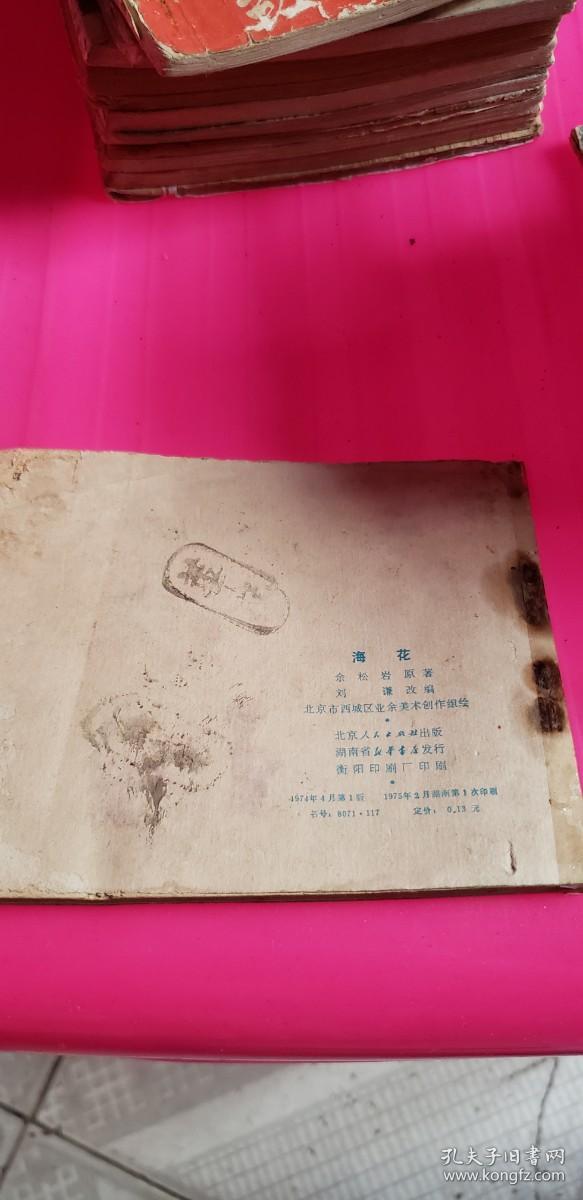 海花
余松岩原著
刘谦改编
北京市西城区业余美术创作组绘
北京人民出版社出版
湖南省新华书店发行
衡阳印刷厂印刷
1974年4月第1版 1975年2月湖南第1次印刷
书号：8071·117 定价：0.13元
孔夫子旧书网
www.kongfz.com